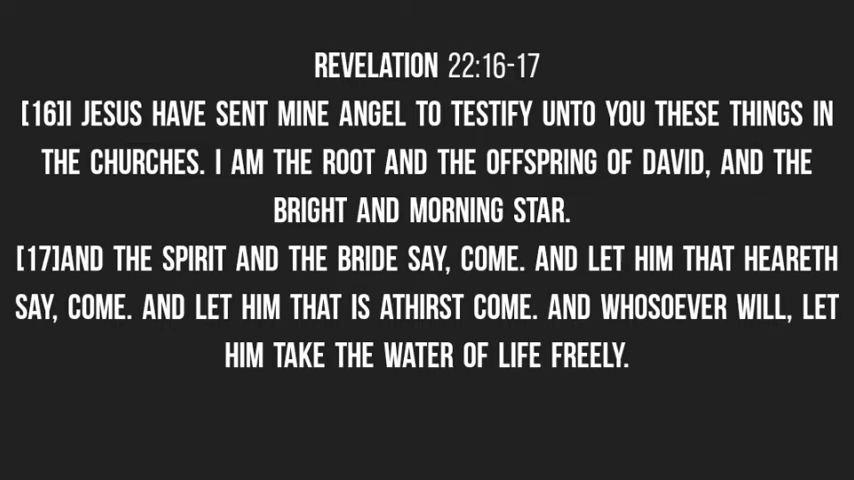 REVELATION 22:16-17
[16]I JESUS HAVE SENT MINE ANGEL TO TESTIFY UNTO YOU THESE THINGS IN
THE CHURCHES. I AM THE ROOT AND THE OFFSPRING OF DAVID, AND THE
BRIGHT AND MORNING STAR.
[17]AND THE SPIRIT AND THE BRIDE SAY, COME. AND LET HIM THAT HEARETH
SAY, COME. AND LET HIM THAT IS ATHIRST COME. AND WHOSOEVER WILL, LET
HIM TAKE THE WATER OF LIFE FREELY.